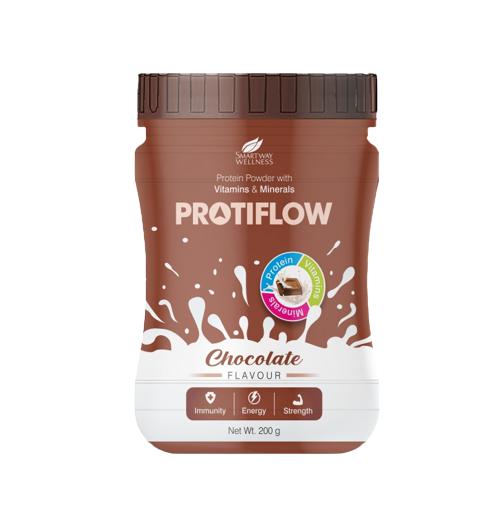 SMARTWAY
WELLNESS
Protein Powder with
Vitamins & Minerals
PROTIFLOW
Protein
Vitamins
Minerals
Chocolate
FLAVOUR
Immunity
Energy
Strength
Net Wt. 200 g